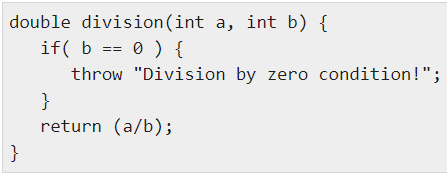 double division(int a, int b) {
   if( b == 0 ) {
      throw "Division by zero condition!";
   }
   return (a/b);
}